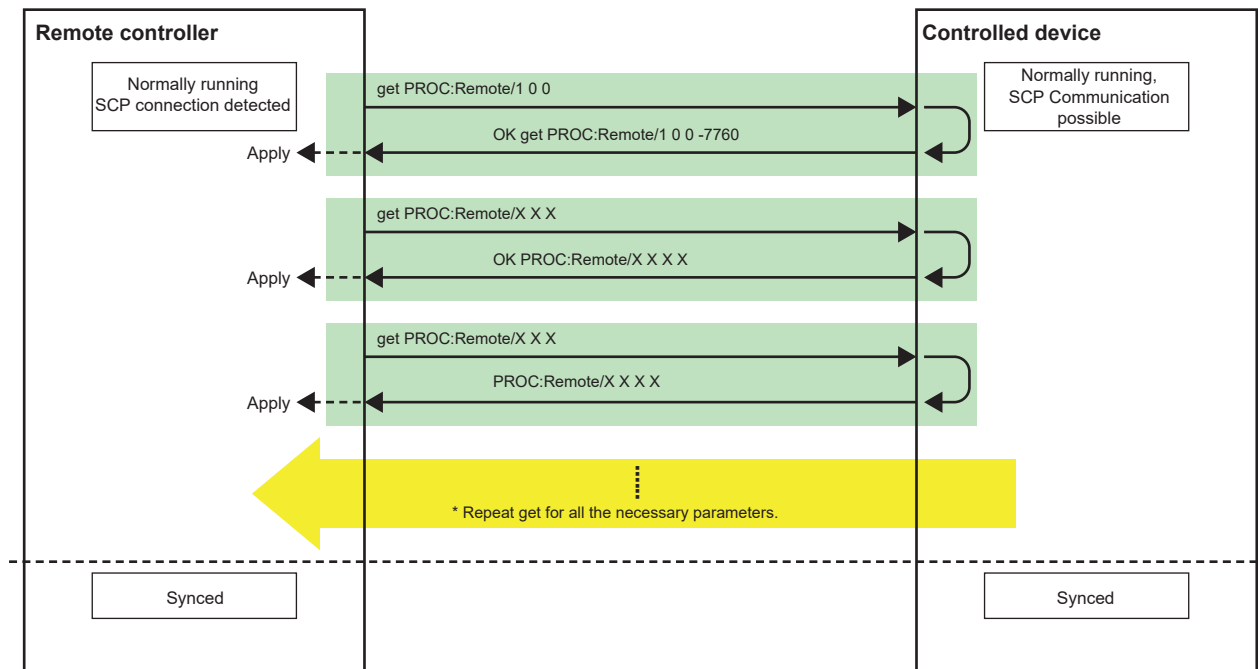 Remote controller
Controlled device
Normally running
SCP connection detected
Normally running,
SCP Communication
possible
get PROC:Remote/1 0 0
OK get PROC:Remote/1 0 0 -7760
Apply
get PROC:Remote/X X X
OK PROC:Remote/X X X X
Apply
get PROC:Remote/X X X
PROC:Remote/X X X X
Apply
* Repeat get for all the necessary parameters.
Synced
Synced